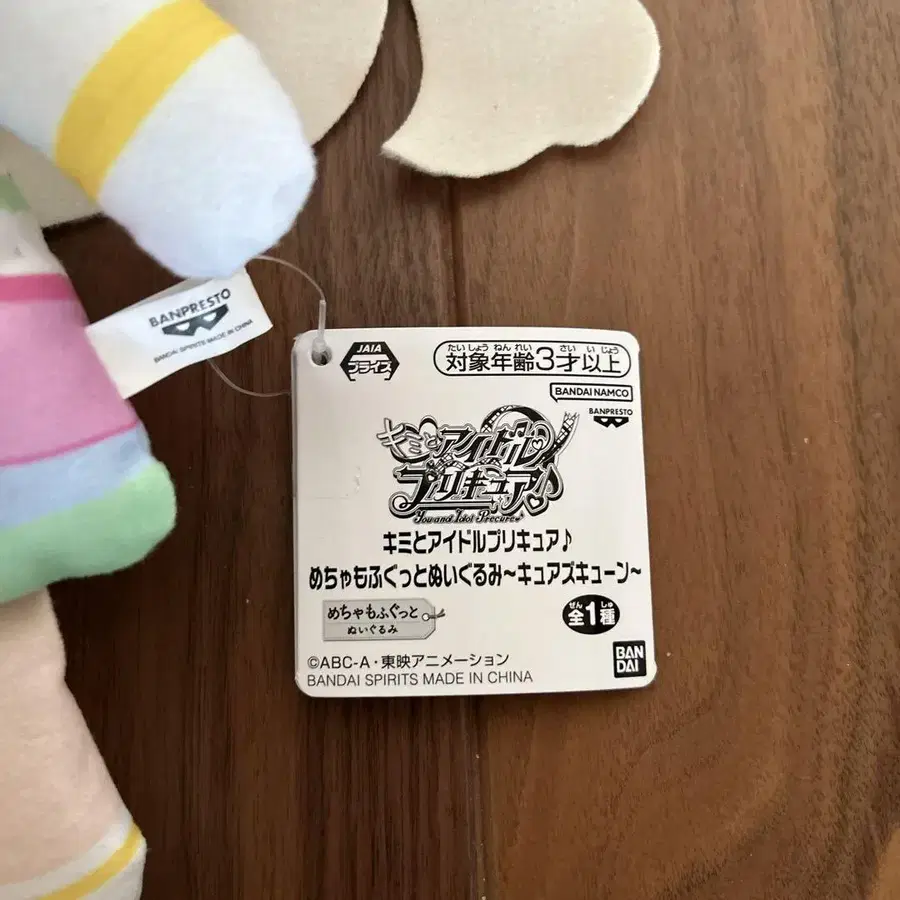 BANPRESTO
BANDAI SPIRITS MADE IN CHINA
JAIA
プライズ
たいしょうねんれい さい いじょう
対象年齢3才以上
BANDAI NAMCO
BANPRESTO
キミとアイドル
プリキュア♪
You and Idol Precure♪
キミとアイドルプリキュア♪
めちゃもふぐっとぬいぐるみ~キュアズキューン~
めちゃもふぐっと
ぬいぐるみ
ぜん しゅ
全1種
©ABC-A・東映アニメーション
BANDAI SPIRITS MADE IN CHINA
BAN
DAI